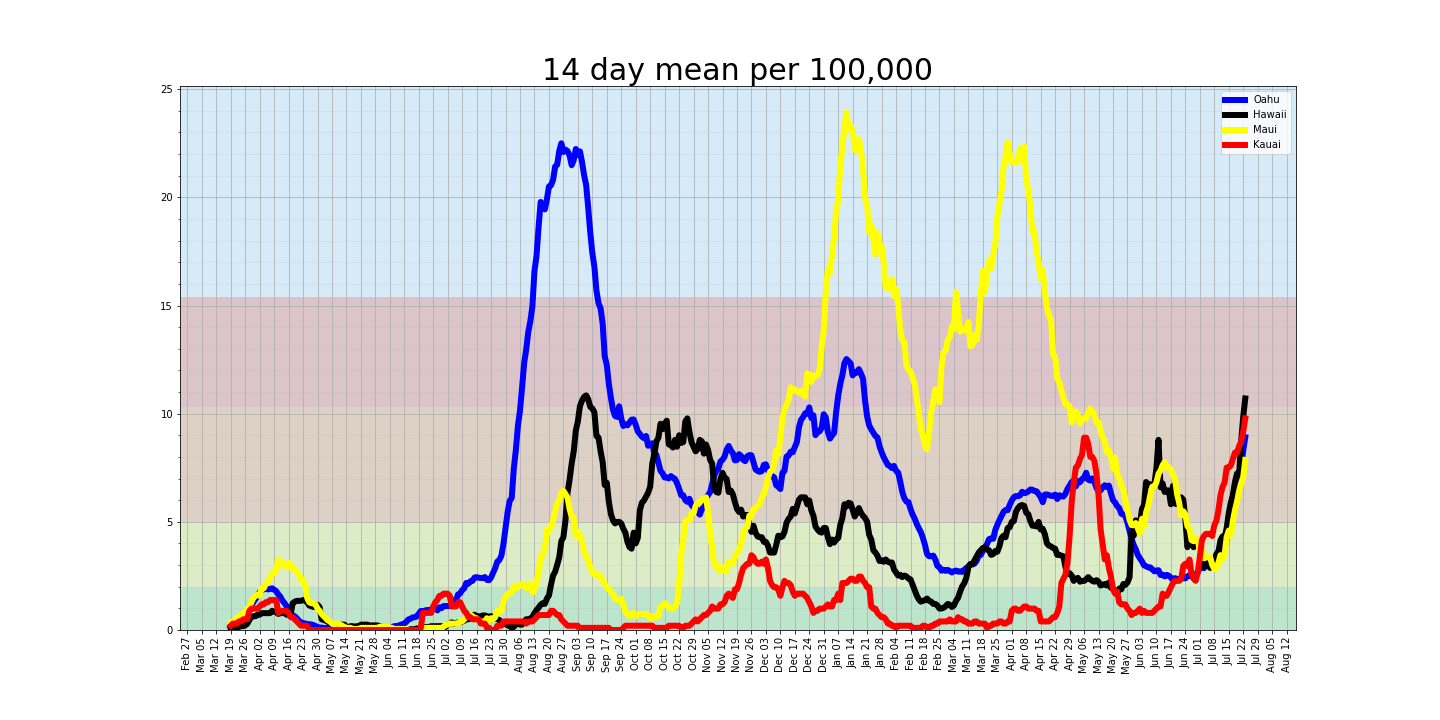 14 day mean per 100,000
25
20
15
10
5
0
Oahu
Hawaii
Maui
Kauai
Feb 27
Mar 05
Mar 12
Mar 19
Mar 26
Apr 02
Apr 09
Apr 16
Apr 23
Apr 30
May 07
May 14
May 21
May 28
Jun 04
Jun 11
Jun 18
Jun 25
Jul 02
Jul 09
Jul 16
Jul 23
Jul 30
Aug 06
Aug 13
Aug 20
Aug 27
Sep 03
Sep 10
Sep 17
Sep 24
Oct 01
Oct 08
Oct 15
Oct 22
Oct 29
Nov 05
Nov 12
Nov 19
Nov 26
Dec 03
Dec 10
Dec 17
Dec 24
Dec 31
Jan 07
Jan 14
Jan 21
Jan 28
Feb 04
Feb 11
Feb 18
Feb 25
Mar 04
Mar 11
Mar 18
Mar 25
Apr 01
Apr 08
Apr 15
Apr 22
Apr 29
May 06
May 13
May 20
May 27
Jun 03
Jun 10
Jun 17
Jun 24
Jul 01
Jul 08
Jul 15
Jul 22
Jul 29
Aug 05
Aug 12